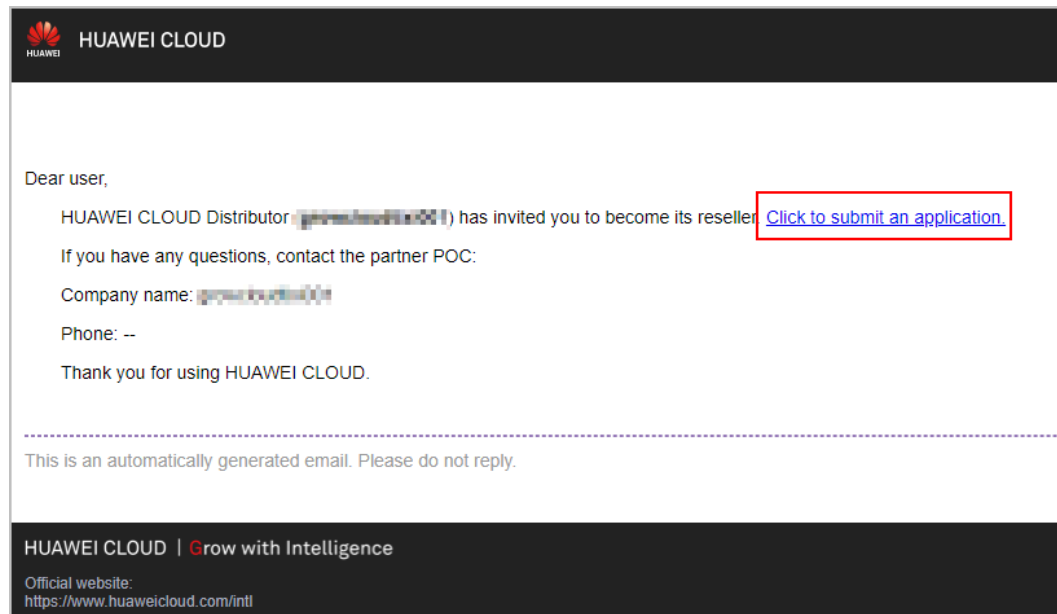 HUAWEI
HUAWEI CLOUD
Dear user,
HUAWEI CLOUD Distributor ( ) has invited you to become its reseller. Click to submit an application.
If you have any questions, contact the partner POC:
Company name:
Phone: --
Thank you for using HUAWEI CLOUD.
This is an automatically generated email. Please do not reply.
HUAWEI CLOUD | Grow with Intelligence
Official website:
https://www.huaweicloud.com/intl